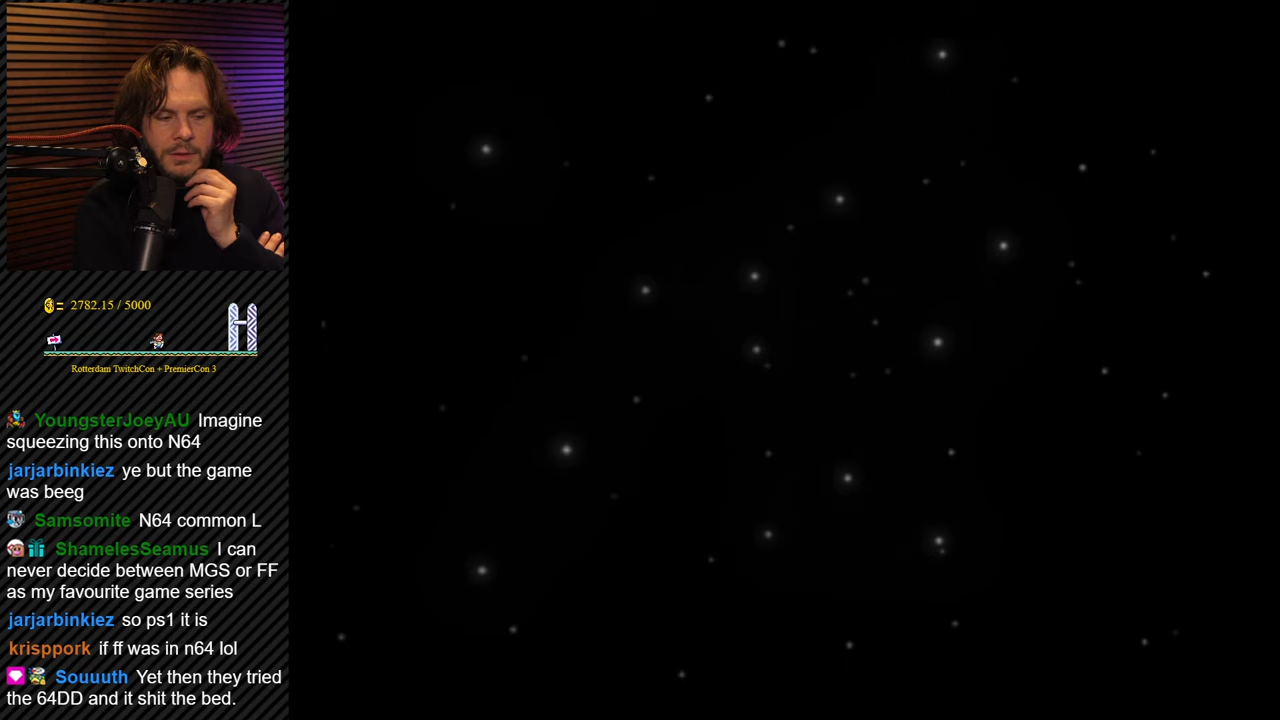 = 2782.15 / 5000
H
Rotterdam TwitchCon + PremierCon 3
YoungsterJoeyAU Imagine
squeezing this onto N64
jarjarbinkiez ye but the game
was beeg
Samsomite N64 common L
ShamelesSeamus I can
never decide between MGS or FF
as my favourite game series
jarjarbinkiez so ps1 it is
krisppork if ff was in n64 lol
Souuuth Yet then they tried
the 64DD and it shit the bed.